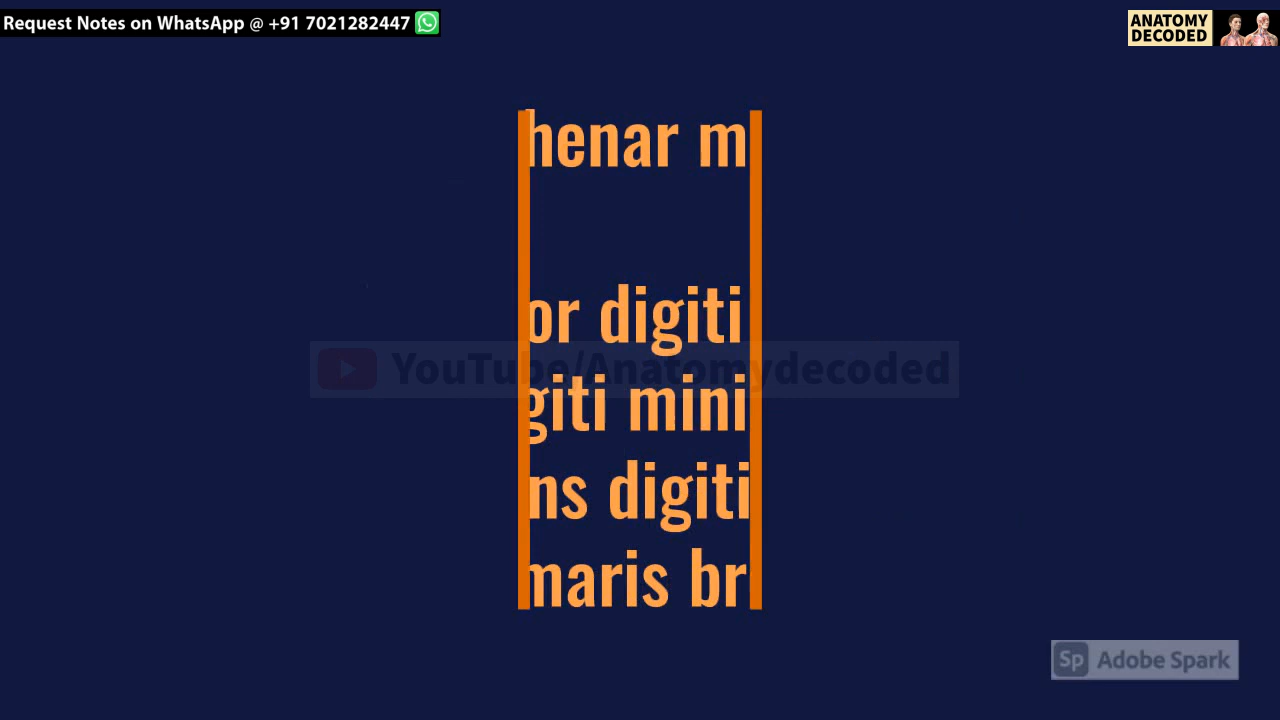 Request Notes on WhatsApp @ +91 7021282447
ANATOMY
DECODED
henar m
or digiti
YouTube/Anatomydecoded
giti mini
ns digiti
maris br
Sp Adobe Spark